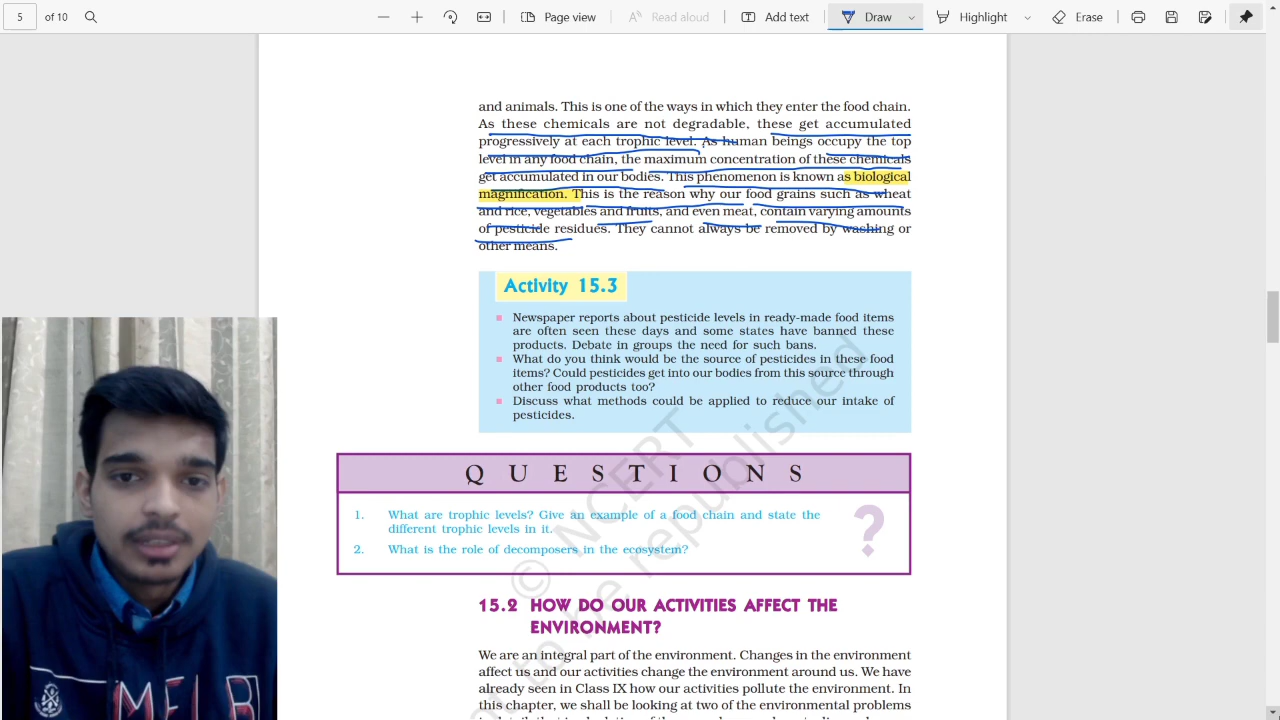 5 of 10 Page view Read aloud Add text Draw Highlight Erase
and animals. This is one of the ways in which they enter the food chain.
As these chemicals are not degradable, these get accumulated
progressively at each trophic level. As human beings occupy the top
level in any food chain, the maximum concentration of these chemicals
get accumulated in our bodies. This phenomenon is known as biological
magnification. This is the reason why our food grains such as wheat
and rice, vegetables and fruits, and even meat, contain varying amounts
of pesticide residues. They cannot always be removed by washing or
other means.
Activity 15.3
Newspaper reports about pesticide levels in ready-made food items
are often seen these days and some states have banned these
products. Debate in groups the need for such bans.
What do you think would be the source of pesticides in these food
items? Could pesticides get into our bodies from this source through
other food products too?
Discuss what methods could be applied to reduce our intake of
pesticides.
QUESTIONS
1. What are trophic levels? Give an example of a food chain and state the
different trophic levels in it.
2. What is the role of decomposers in the ecosystem?
?
15.2 HOW DO OUR ACTIVITIES AFFECT THE
ENVIRONMENT?
We are an integral part of the environment. Changes in the environment
affect us and our activities change the environment around us. We have
already seen in Class IX how our activities pollute the environment. In
this chapter, we shall be looking at two of the environmental problems
© NCERT
to be republished